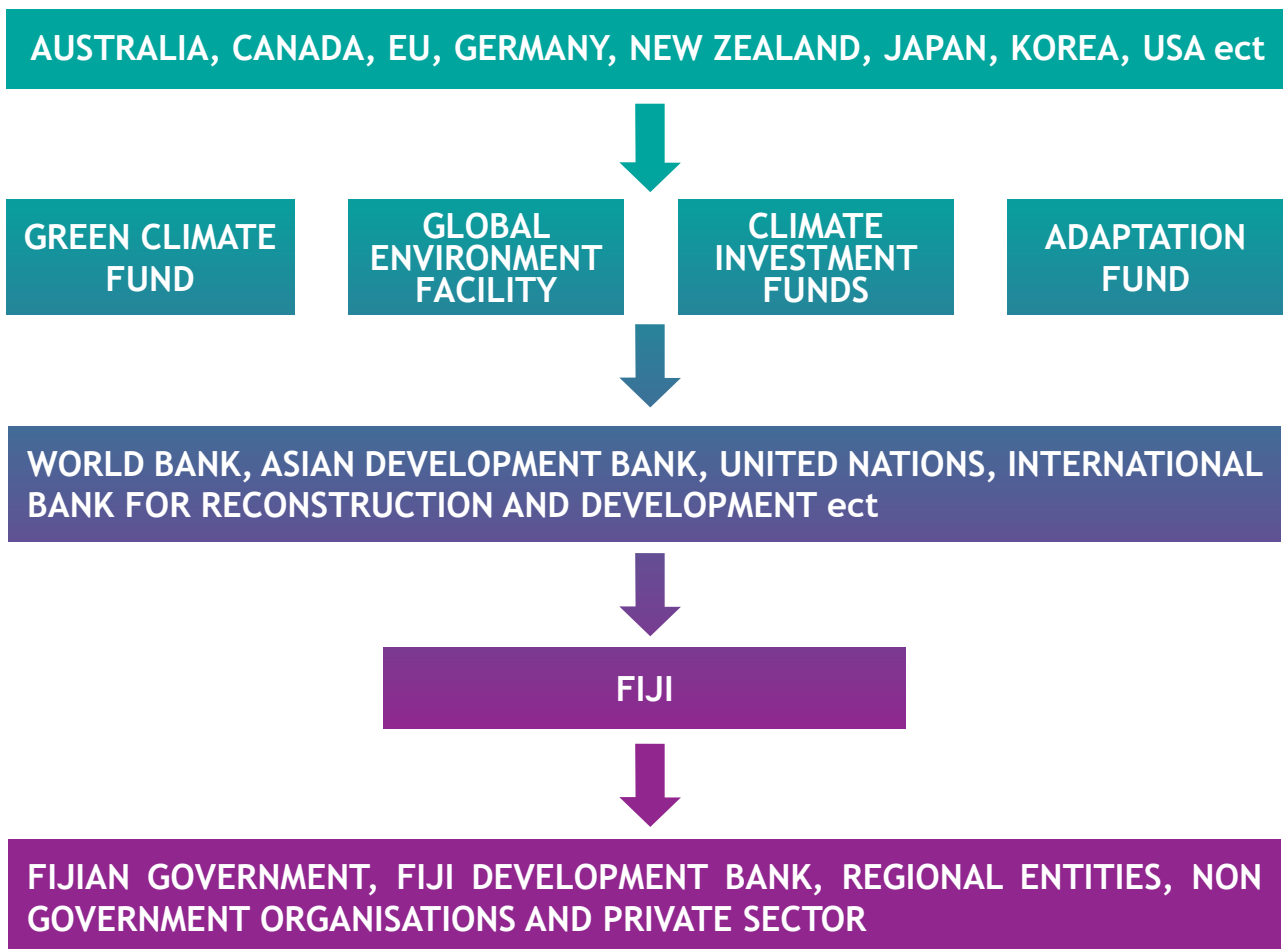 AUSTRALIA, CANADA, EU, GERMANY, NEW ZEALAND, JAPAN, KOREA, USA ect
GREEN CLIMATE
FUND
GLOBAL
ENVIRONMENT
FACILITY
CLIMATE
INVESTMENT
FUNDS
ADAPTATION
FUND
WORLD BANK, ASIAN DEVELOPMENT BANK, UNITED NATIONS, INTERNATIONAL
BANK FOR RECONSTRUCTION AND DEVELOPMENT ect
FIJI
FIJIAN GOVERNMENT, FIJI DEVELOPMENT BANK, REGIONAL ENTITIES, NON
GOVERNMENT ORGANISATIONS AND PRIVATE SECTOR